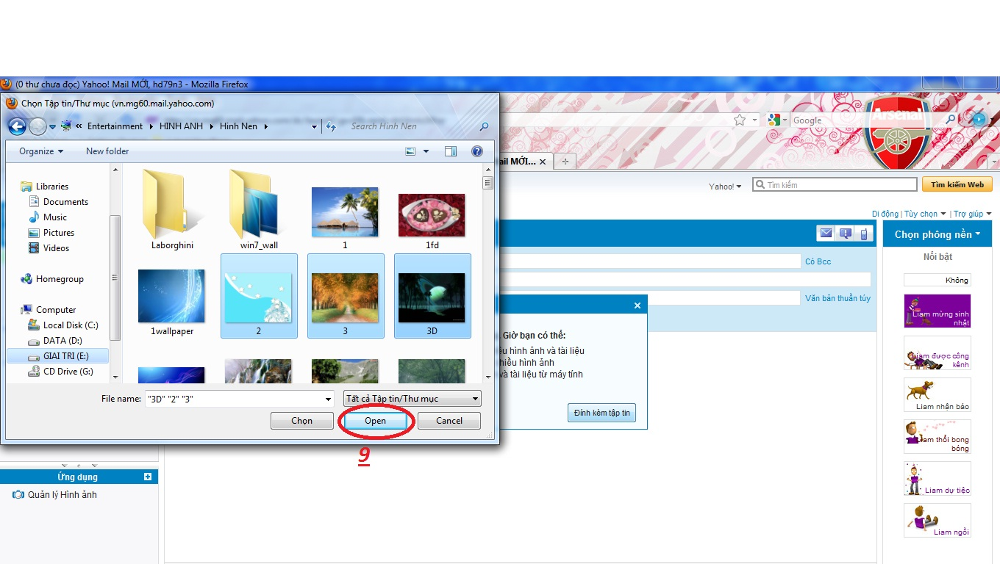 (0 thư chưa đọc) Yahoo! Mail MỚI, hd79n3 - Mozilla Firefox
Chọn Tập tin/Thư mục (vn.mg60.mail.yahoo.com)
« Entertainment HINH ANH Hinh Nen
Search Hinh Nen
Organize New folder
Libraries
Documents
Music
Pictures
Videos
Homegroup
Computer
Local Disk (C:)
DATA (D:)
GIAI TRI (E:)
CD Drive (G:)
Laborghini win7_wall 1 1fd
1wallpaper 2 3 3D
File name: "3D" "2" "3" Tất cả Tập tin/Thư mục
Chọn Open Cancel
9
Google
Arsenal
ail MỚI...
Yahoo! Tìm kiếm Tìm kiếm Web
Di động | Tùy chọn | Trợ giúp
Có Bcc
Văn bản thuần túy
Giờ bạn có thể:
u hình ảnh và tài liệu
hiều hình ảnh
và tài liệu từ máy tính
Đính kèm tập tin
Chọn phông nền
Nổi bật
Không
Liam mừng sinh
nhật
Liam được công
kênh
Liam nhận báo
Liam thổi bong
bóng
Liam dự tiệc
Liam ngồi
Ứng dụng
Quản lý Hình ảnh